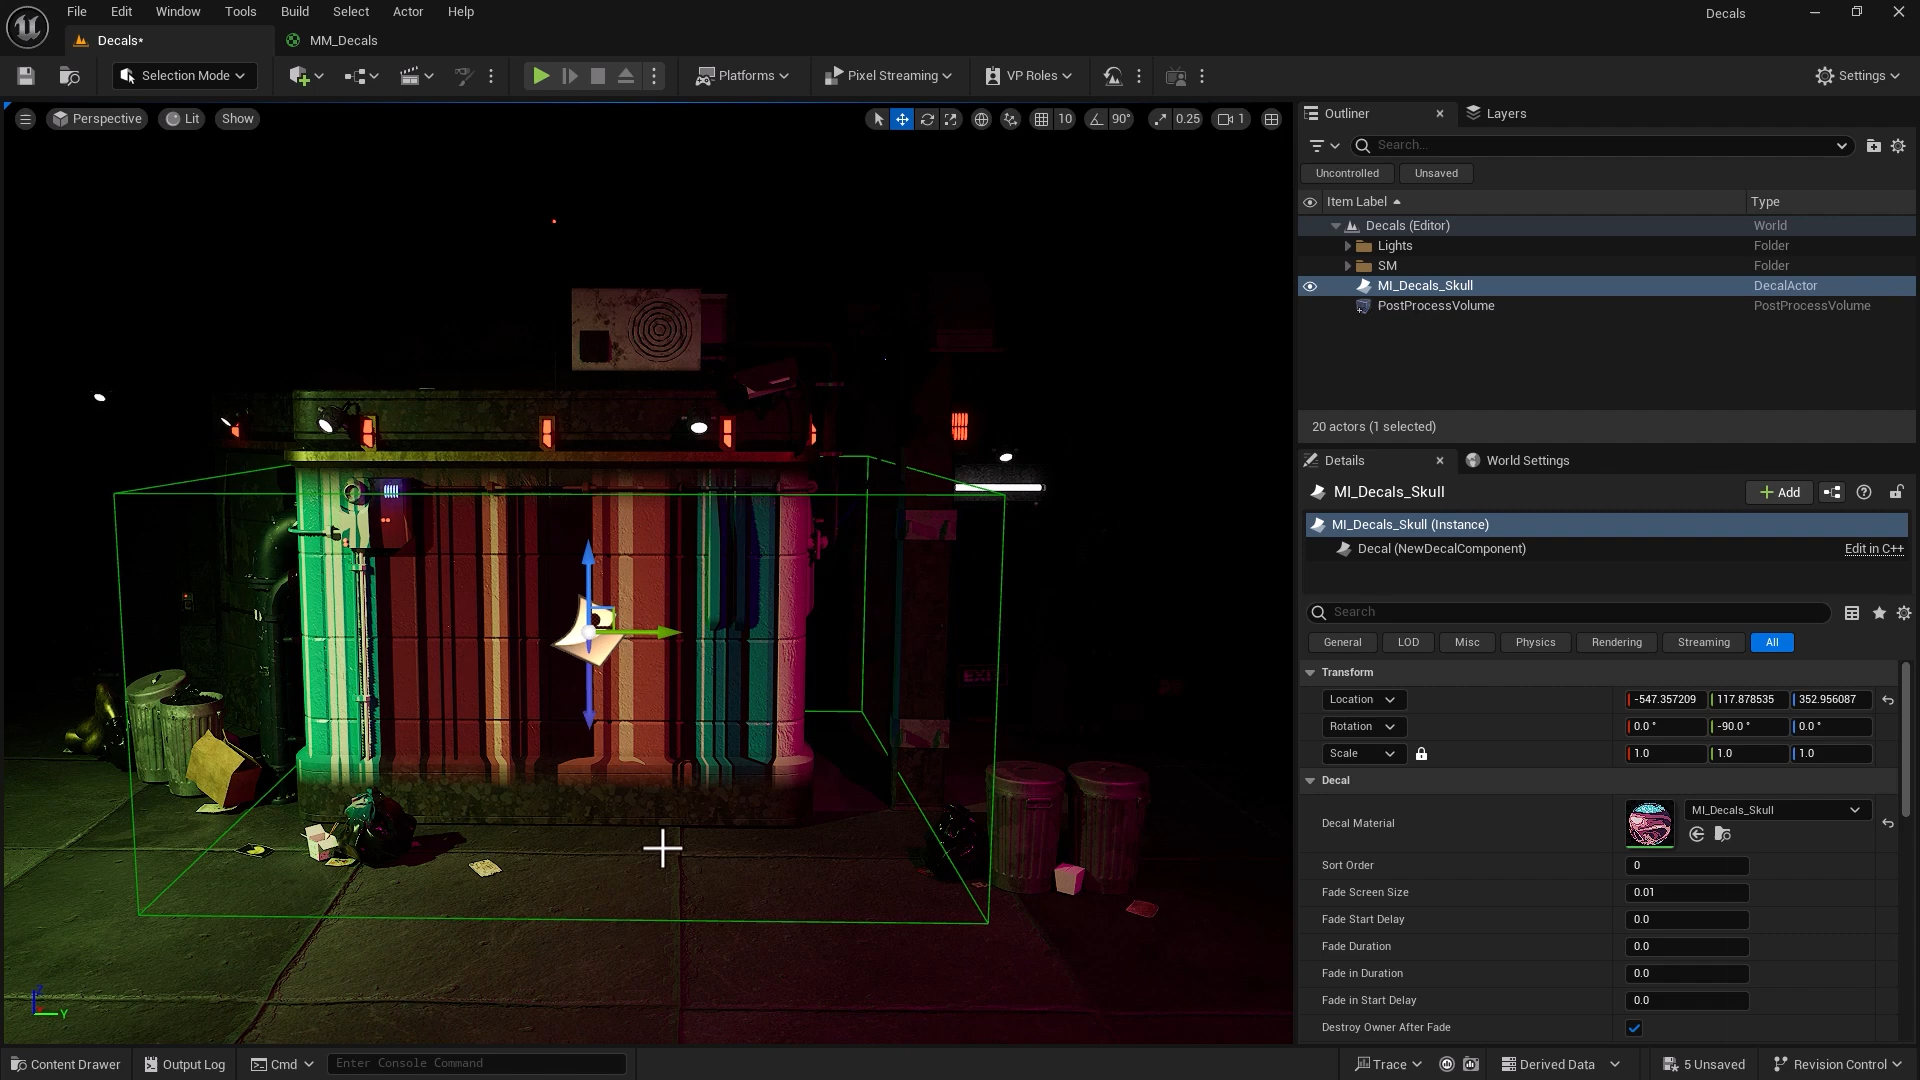 File Edit Window Tools Build Select Actor Help
Decals
Decals*
MM_Decals
Selection Mode
Platforms
Pixel Streaming
VP Roles
Settings
Perspective
Lit
Show
10
90°
0.25
1
Outliner
Layers
Search...
Uncontrolled
Unsaved
Item Label
Type
Decals (Editor)
World
Lights
Folder
SM
Folder
MI_Decals_Skull
DecalActor
PostProcessVolume
PostProcessVolume
20 actors (1 selected)
Details
World Settings
MI_Decals_Skull
Add
MI_Decals_Skull (Instance)
Decal (NewDecalComponent)
Edit in C++
Search
General
LOD
Misc
Physics
Rendering
Streaming
All
Transform
Location
-547.357209
117.878535
352.956087
Rotation
0.0 °
-90.0 °
0.0 °
Scale
1.0
1.0
1.0
Decal
Decal Material
MI_Decals_Skull
Sort Order
0
Fade Screen Size
0.01
Fade Start Delay
0.0
Fade Duration
0.0
Fade in Duration
0.0
Fade in Start Delay
0.0
Destroy Owner After Fade
EXIT
Z
Y
Content Drawer
Output Log
Cmd
Enter Console Command
Trace
Derived Data
5 Unsaved
Revision Control